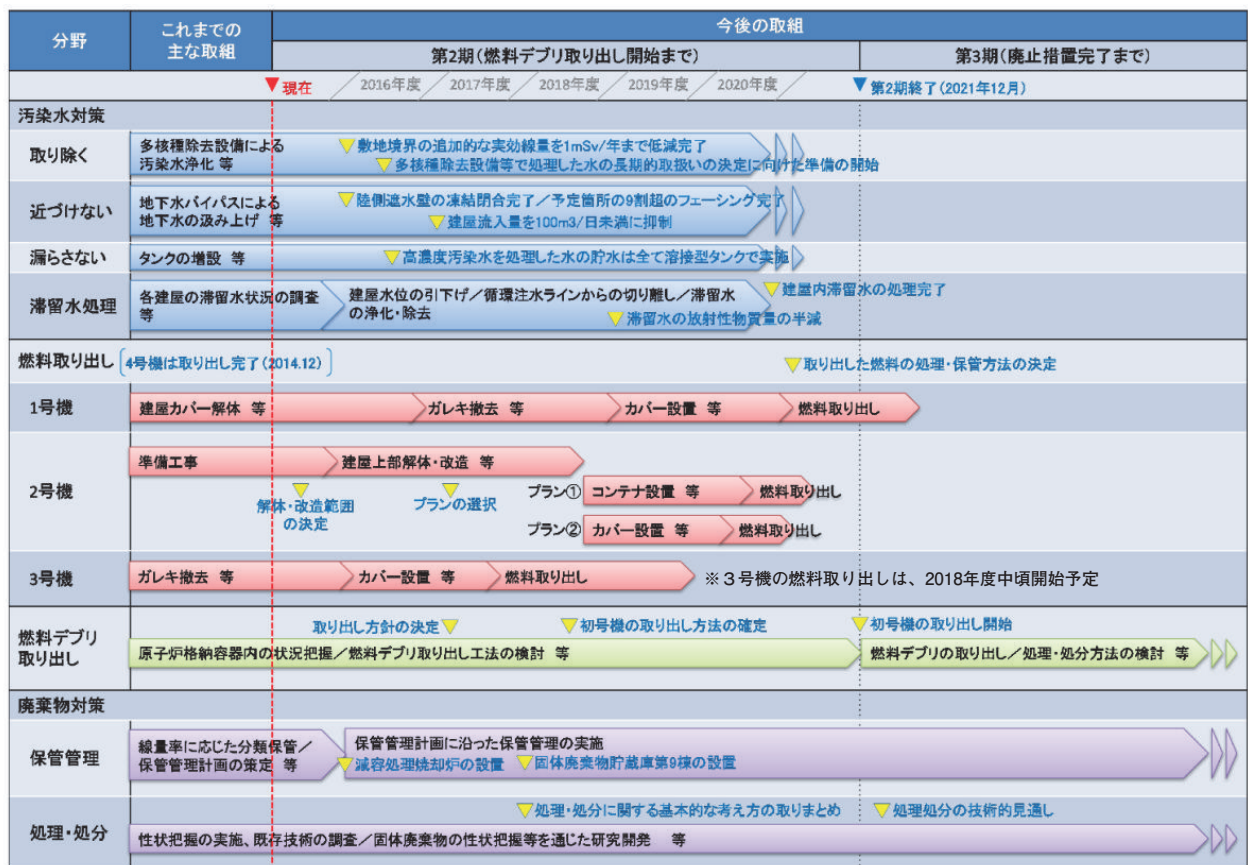 分野
これまでの
主な取組
今後の取組
第2期(燃料デブリ取り出し開始まで)
第3期(廃止措置完了まで)
▼現在
2016年度
2017年度
2018年度
2019年度
2020年度
▼第2期終了(2021年12月)
汚染水対策
取り除く
多核種除去設備による
汚染水浄化 等
▽敷地境界の追加的な実効線量を1mSv/年まで低減完了
▽多核種除去設備等で処理した水の長期的取扱いの決定に向けた準備の開始
近づけない
地下水バイパスによる
地下水の汲み上げ 等
▽陸側遮水壁の凍結閉合完了/予定箇所の9割超のフェーシング完了
▽建屋流入量を100m3/日未満に抑制
漏らさない
タンクの増設 等
▽高濃度汚染水を処理した水の貯水は全て溶接型タンクで実施
滞留水処理
各建屋の滞留水状況の調査
等
建屋水位の引下げ/循環注水ラインからの切り離し/滞留水
の浄化・除去
▽建屋内滞留水の処理完了
▽滞留水の放射性物質量の半減
燃料取り出し
4号機は取り出し完了(2014.12)
▽取り出した燃料の処理・保管方法の決定
1号機
建屋カバー解体 等
ガレキ撤去 等
カバー設置 等
燃料取り出し
2号機
準備工事
建屋上部解体・改造 等
解体・改造範囲
の決定
プランの選択
プラン①
コンテナ設置 等
燃料取り出し
プラン②
カバー設置 等
燃料取り出し
3号機
ガレキ撤去 等
カバー設置 等
燃料取り出し
※3号機の燃料取り出しは、2018年度中頃開始予定
燃料デブリ
取り出し
取り出し方針の決定▽
▽初号機の取り出し方法の確定
▽初号機の取り出し開始
原子炉格納容器内の状況把握/燃料デブリ取り出し工法の検討 等
燃料デブリの取り出し/処理・処分方法の検討 等
廃棄物対策
保管管理
線量率に応じた分類保管/
保管管理計画の策定 等
保管管理計画に沿った保管管理の実施
▽減容処理焼却炉の設置
▽固体廃棄物貯蔵庫第9棟の設置
処理・処分
▽処理・処分に関する基本的な考え方の取りまとめ
▽処理処分の技術的見通し
性状把握の実施、既存技術の調査/固体廃棄物の性状把握等を通じた研究開発 等